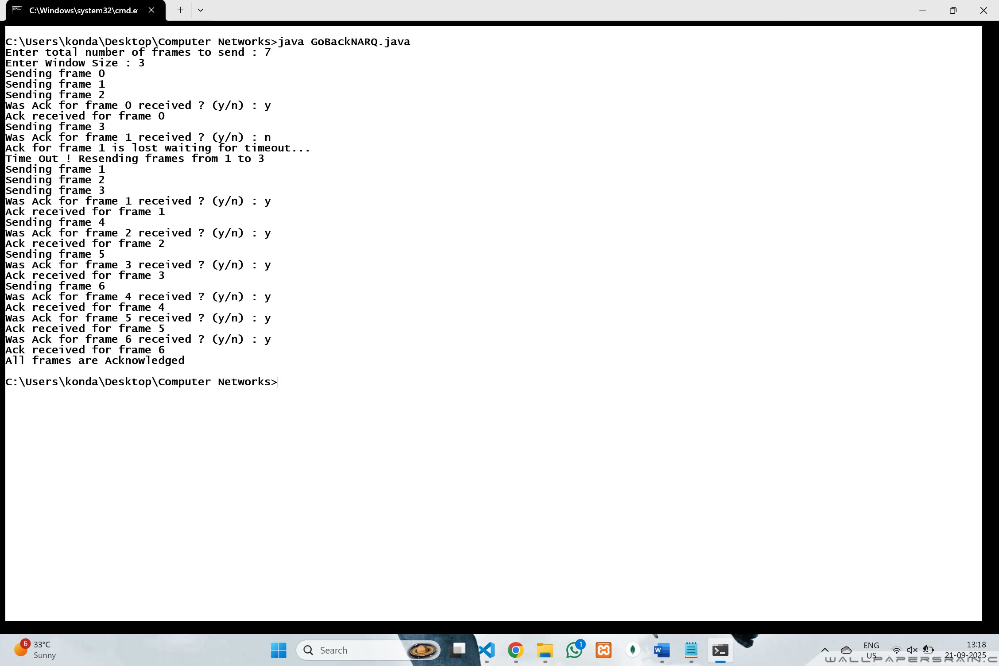 C:\Windows\system32\cmd.e
C:\Users\konda\Desktop\Computer Networks>java GoBackNARQ.java
Enter total number of frames to send : 7
Enter Window Size : 3
Sending frame 0
Sending frame 1
Sending frame 2
Was Ack for frame 0 received ? (y/n) : y
Ack received for frame 0
Sending frame 3
Was Ack for frame 1 received ? (y/n) : n
Ack for frame 1 is lost waiting for timeout...
Time Out ! Resending frames from 1 to 3
Sending frame 1
Sending frame 2
Sending frame 3
Was Ack for frame 1 received ? (y/n) : y
Ack received for frame 1
Sending frame 4
Was Ack for frame 2 received ? (y/n) : y
Ack received for frame 2
Sending frame 5
Was Ack for frame 3 received ? (y/n) : y
Ack received for frame 3
Sending frame 6
Was Ack for frame 4 received ? (y/n) : y
Ack received for frame 4
Was Ack for frame 5 received ? (y/n) : y
Ack received for frame 5
Was Ack for frame 6 received ? (y/n) : y
Ack received for frame 6
All frames are Acknowledged
C:\Users\konda\Desktop\Computer Networks>
6
33°C
Sunny
Search
1
W
ENG
US
13:18
21-09-2025
WALLPAPERSRAIN.C